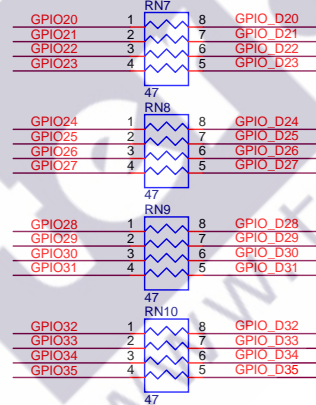 RN7
GPIO20 1 8 GPIO_D20
GPIO21 2 7 GPIO_D21
GPIO22 3 6 GPIO_D22
GPIO23 4 5 GPIO_D23
47
RN8
GPIO24 1 8 GPIO_D24
GPIO25 2 7 GPIO_D25
GPIO26 3 6 GPIO_D26
GPIO27 4 5 GPIO_D27
47
RN9
GPIO28 1 8 GPIO_D28
GPIO29 2 7 GPIO_D29
GPIO30 3 6 GPIO_D30
GPIO31 4 5 GPIO_D31
47
RN10
GPIO32 1 8 GPIO_D32
GPIO33 2 7 GPIO_D33
GPIO34 3 6 GPIO_D34
GPIO35 4 5 GPIO_D35
47